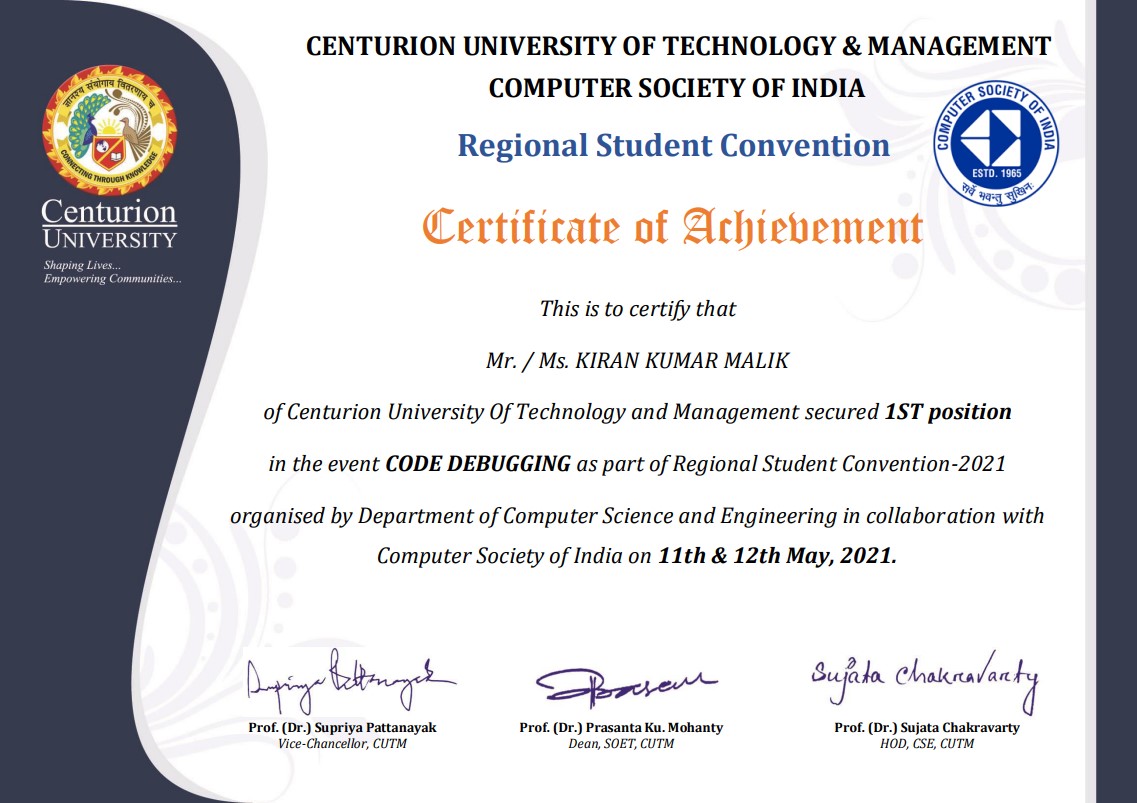 CENTURION UNIVERSITY OF TECHNOLOGY & MANAGEMENT
COMPUTER SOCIETY OF INDIA
Regional Student Convention
Certificate of Achievement
ज्ञानस्य संयोगाय वितरणाय च
CONNECTING THROUGH KNOWLEDGE
Centurion
UNIVERSITY
Shaping Lives...
Empowering Communities...
COMPUTER SOCIETY OF INDIA
ESTD. 1965
सर्वे भवन्तु सुखिनः
This is to certify that
Mr. / Ms. KIRAN KUMAR MALIK
of Centurion University Of Technology and Management secured 1ST position
in the event CODE DEBUGGING as part of Regional Student Convention-2021
organised by Department of Computer Science and Engineering in collaboration with
Computer Society of India on 11th & 12th May, 2021.
Supriya Pattanayak
Sujata Chakravarty
Prof. (Dr.) Supriya Pattanayak
Vice-Chancellor, CUTM
Prof. (Dr.) Prasanta Ku. Mohanty
Dean, SOET, CUTM
Prof. (Dr.) Sujata Chakravarty
HOD, CSE, CUTM